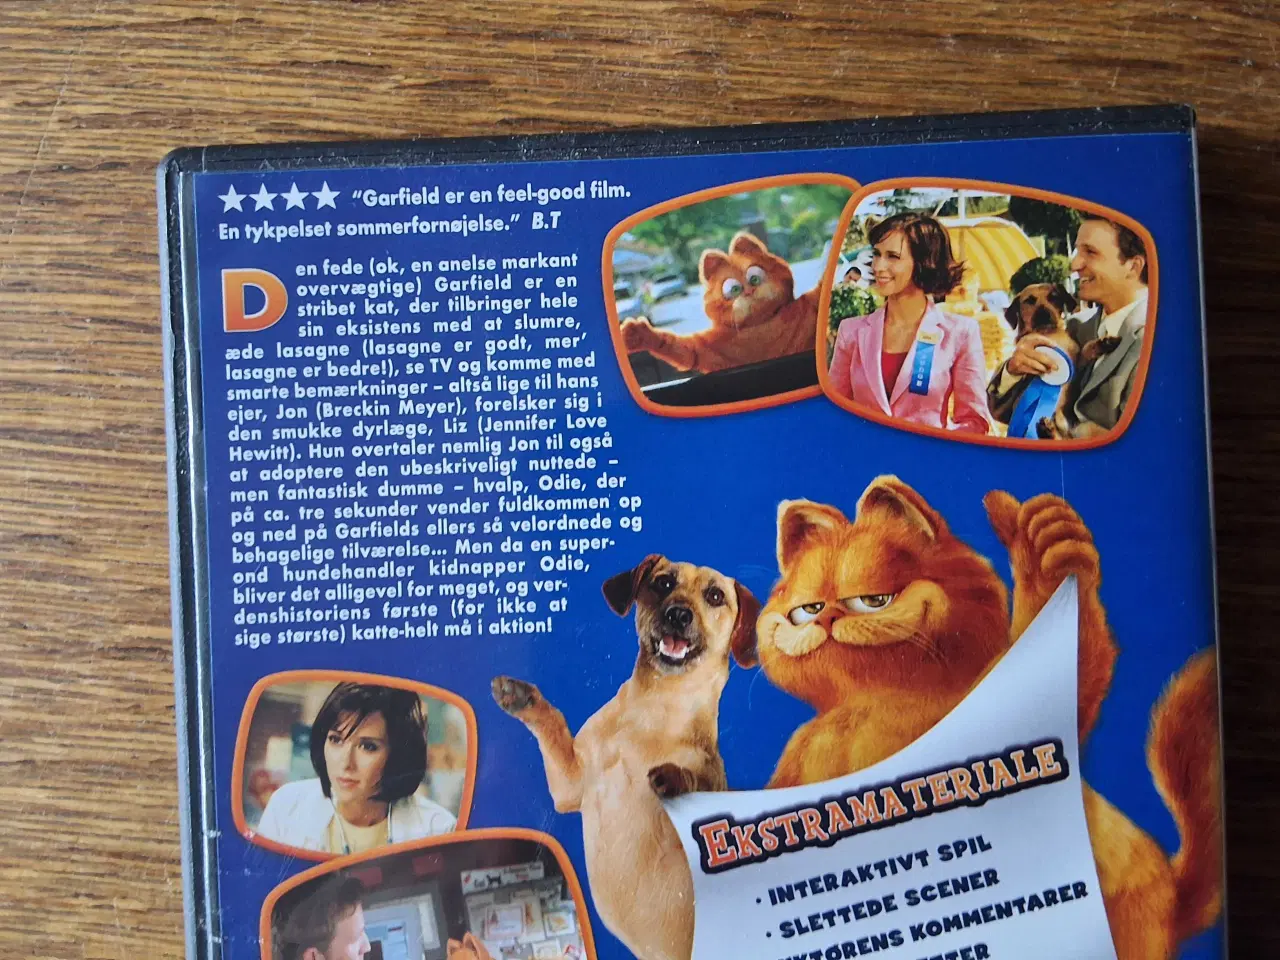 ★★★★ “Garfield er en feel-good film.
En tykpelset sommerfornøjelse.” B.T
Den fede (ok, en anelse markant
overvægtige) Garfield er en
stribet kat, der tilbringer hele
sin eksistens med at slumre,
æde lasagne (lasagne er godt, mer’
lasagne er bedre!), se TV og komme med
smarte bemærkninger – altså lige til hans
ejer, Jon (Breckin Meyer), forelsker sig i
den smukke dyrlæge, Liz (Jennifer Love
Hewitt). Hun overtaler nemlig Jon til også
at adoptere den ubeskriveligt nuttede –
men fantastisk dumme – hvalp, Odie, der
på ca. tre sekunder vender fuldkommen op
og ned på Garfields ellers så velordnede og
behagelige tilværelse... Men da en super-
ond hundehandler kidnapper Odie,
bliver det alligevel for meget, og ver-
denshistoriens første (for ikke at
sige største) katte-helt må i aktion!
JUDGE
EKSTRAMATERIALE
· INTERAKTIVT SPIL
· SLETTEDE SCENER
KOMMENTARER